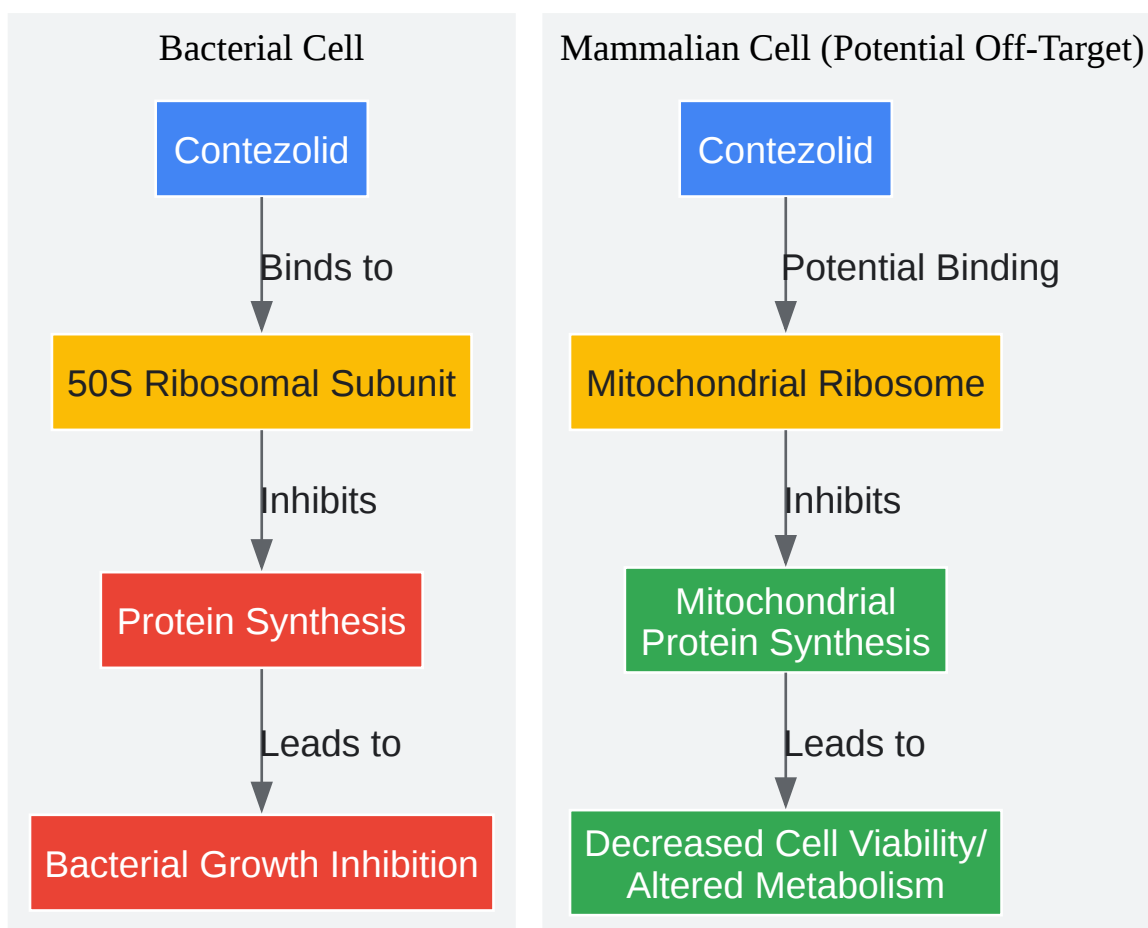 Bacterial Cell
Contezolid
Binds to
50S Ribosomal Subunit
Inhibits
Protein Synthesis
Leads to
Bacterial Growth Inhibition
Mammalian Cell (Potential Off-Target)
Contezolid
Potential Binding
Mitochondrial Ribosome
Inhibits
Mitochondrial
Protein Synthesis
Leads to
Decreased Cell Viability/
Altered Metabolism